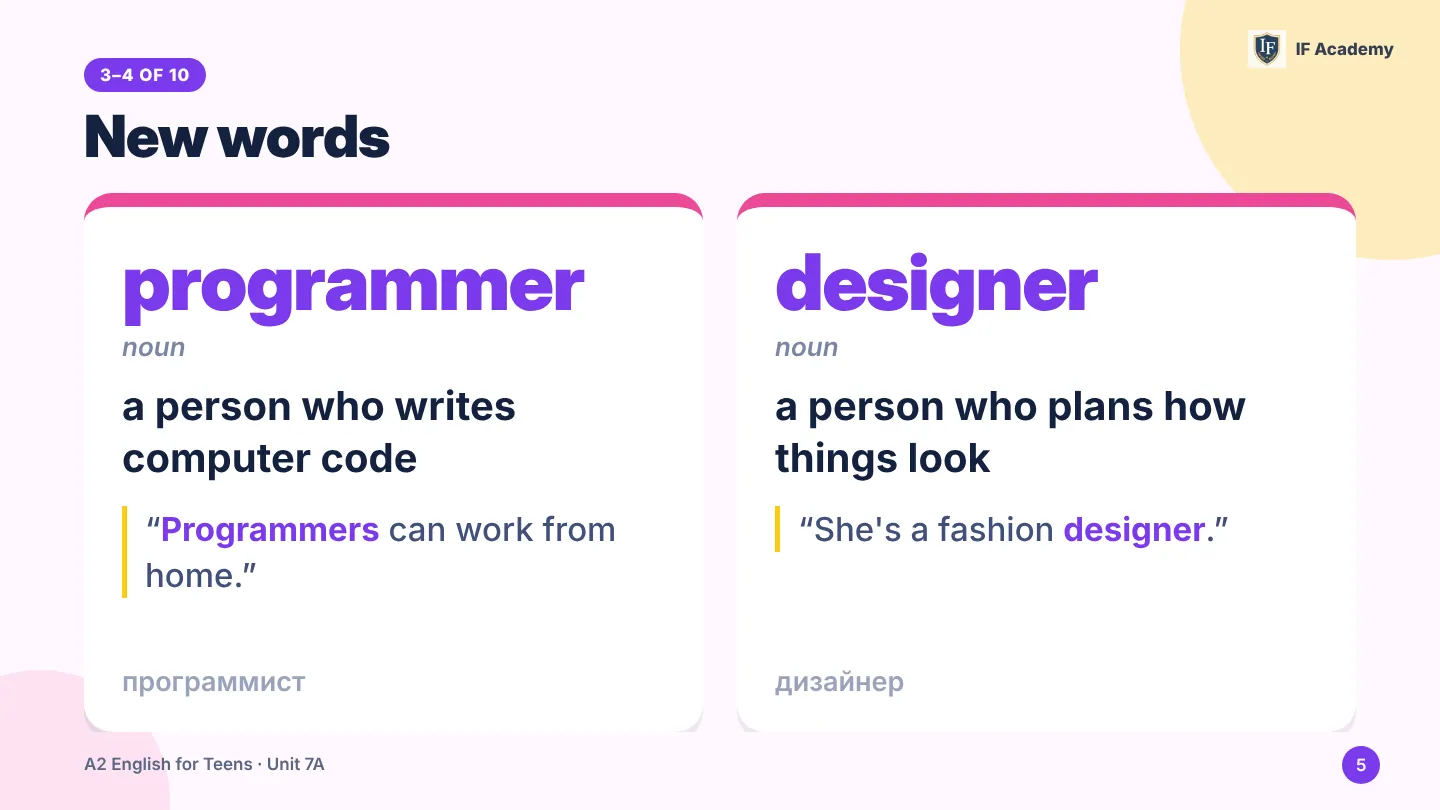 IF
IF Academy
3–4 OF 10
New words
programmer
noun
a person who writes
computer code
“Programmers can work from
home.”
программист
designer
noun
a person who plans how
things look
“She's a fashion designer.”
дизайнер
A2 English for Teens · Unit 7A
5